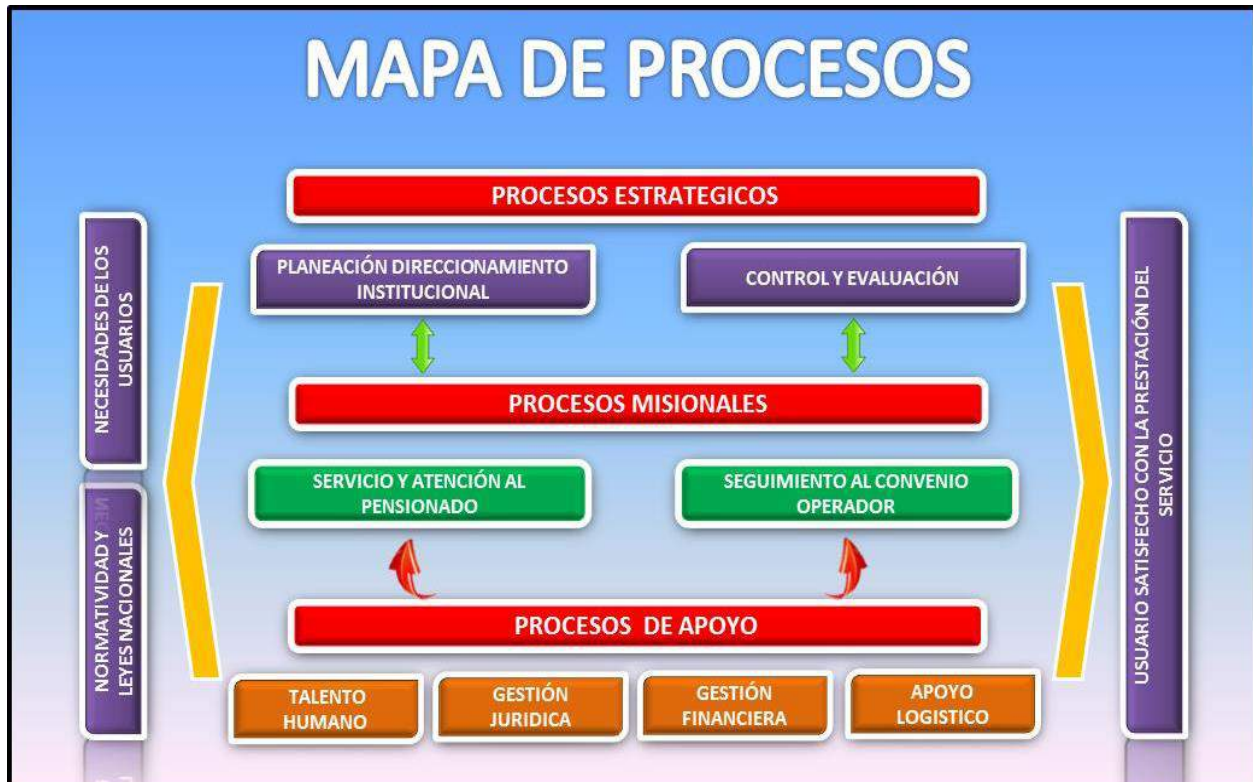 MAPA DE PROCESOS
PROCESOS ESTRATEGICOS
NECESIDADES DE LOS
USUARIOS
PLANEACIÓN DIRECCIONAMIENTO
INSTITUCIONAL
CONTROL Y EVALUACIÓN
PROCESOS MISIONALES
SERVICIO Y ATENCIÓN AL
PENSIONADO
SEGUIMIENTO AL CONVENIO
OPERADOR
NORMATIVIDAD Y
LEYES NACIONALES
PROCESOS DE APOYO
TALENTO
HUMANO
GESTIÓN
JURIDICA
GESTIÓN
FINANCIERA
APOYO
LOGISTICO
USUARIO SATISFECHO CON LA PRESTACIÓN DEL
SERVICIO